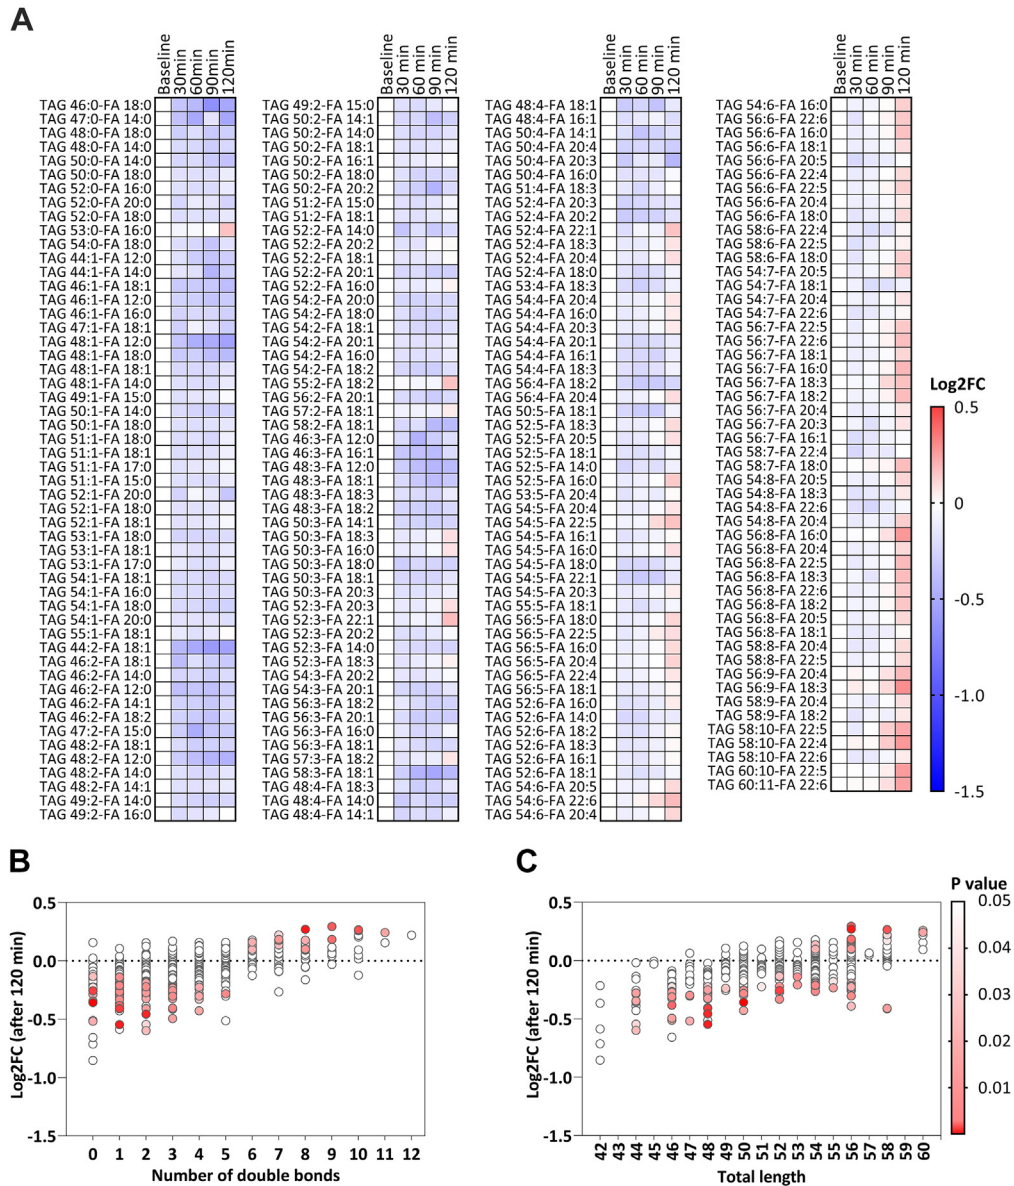 A
Baseline
30min
60min
90min
120min
TAG 46:0-FA 18:0
TAG 47:0-FA 14:0
TAG 48:0-FA 18:0
TAG 48:0-FA 14:0
TAG 50:0-FA 14:0
TAG 50:0-FA 18:0
TAG 52:0-FA 16:0
TAG 52:0-FA 20:0
TAG 52:0-FA 18:0
TAG 53:0-FA 16:0
TAG 54:0-FA 18:0
TAG 44:1-FA 12:0
TAG 44:1-FA 14:0
TAG 46:1-FA 18:1
TAG 46:1-FA 12:0
TAG 46:1-FA 16:0
TAG 47:1-FA 18:1
TAG 48:1-FA 12:0
TAG 48:1-FA 18:0
TAG 48:1-FA 18:1
TAG 48:1-FA 14:0
TAG 49:1-FA 15:0
TAG 50:1-FA 14:0
TAG 50:1-FA 18:0
TAG 51:1-FA 18:1
TAG 51:1-FA 17:0
TAG 51:1-FA 15:0
TAG 52:1-FA 20:0
TAG 52:1-FA 18:0
TAG 52:1-FA 18:1
TAG 53:1-FA 18:0
TAG 53:1-FA 18:1
TAG 53:1-FA 17:0
TAG 54:1-FA 18:1
TAG 54:1-FA 16:0
TAG 54:1-FA 18:0
TAG 54:1-FA 20:0
TAG 55:1-FA 18:1
TAG 44:2-FA 18:1
TAG 46:2-FA 18:1
TAG 46:2-FA 14:0
TAG 46:2-FA 12:0
TAG 46:2-FA 14:1
TAG 46:2-FA 18:2
TAG 47:2-FA 15:0
TAG 48:2-FA 18:1
TAG 48:2-FA 12:0
TAG 48:2-FA 14:0
TAG 48:2-FA 14:1
TAG 49:2-FA 14:0
TAG 49:2-FA 16:0
Baseline
30 min
60 min
90 min
120 min
TAG 49:2-FA 15:0
TAG 50:2-FA 14:1
TAG 50:2-FA 14:0
TAG 50:2-FA 18:1
TAG 50:2-FA 16:1
TAG 50:2-FA 18:0
TAG 50:2-FA 20:2
TAG 51:2-FA 15:0
TAG 51:2-FA 18:1
TAG 52:2-FA 14:0
TAG 52:2-FA 20:2
TAG 52:2-FA 18:1
TAG 52:2-FA 20:1
TAG 52:2-FA 16:0
TAG 54:2-FA 20:0
TAG 54:2-FA 18:0
TAG 54:2-FA 18:1
TAG 54:2-FA 20:1
TAG 54:2-FA 16:0
TAG 54:2-FA 18:2
TAG 55:2-FA 18:2
TAG 56:2-FA 20:1
TAG 57:2-FA 18:1
TAG 58:2-FA 18:1
TAG 46:3-FA 12:0
TAG 46:3-FA 16:1
TAG 48:3-FA 12:0
TAG 48:3-FA 18:1
TAG 48:3-FA 18:3
TAG 48:3-FA 18:2
TAG 50:3-FA 14:1
TAG 50:3-FA 18:3
TAG 50:3-FA 16:0
TAG 50:3-FA 18:0
TAG 50:3-FA 18:1
TAG 50:3-FA 20:3
TAG 52:3-FA 20:3
TAG 52:3-FA 22:1
TAG 52:3-FA 20:2
TAG 52:3-FA 14:0
TAG 52:3-FA 18:3
TAG 54:3-FA 20:2
TAG 54:3-FA 20:1
TAG 56:3-FA 18:2
TAG 56:3-FA 20:1
TAG 56:3-FA 16:0
TAG 56:3-FA 18:1
TAG 57:3-FA 18:2
TAG 58:3-FA 18:1
TAG 48:4-FA 18:3
TAG 48:4-FA 14:0
TAG 48:4-FA 14:1
Baseline
30 min
60 min
90 min
120 min
TAG 48:4-FA 18:1
TAG 48:4-FA 16:1
TAG 50:4-FA 14:1
TAG 50:4-FA 20:4
TAG 50:4-FA 20:3
TAG 50:4-FA 16:0
TAG 51:4-FA 18:3
TAG 52:4-FA 20:3
TAG 52:4-FA 20:2
TAG 52:4-FA 22:1
TAG 52:4-FA 18:3
TAG 52:4-FA 20:4
TAG 52:4-FA 18:0
TAG 53:4-FA 18:3
TAG 54:4-FA 20:4
TAG 54:4-FA 16:0
TAG 54:4-FA 20:3
TAG 54:4-FA 20:1
TAG 54:4-FA 16:1
TAG 54:4-FA 18:3
TAG 56:4-FA 18:2
TAG 56:4-FA 20:4
TAG 50:5-FA 18:1
TAG 52:5-FA 18:3
TAG 52:5-FA 20:5
TAG 52:5-FA 18:1
TAG 52:5-FA 14:0
TAG 52:5-FA 16:0
TAG 53:5-FA 20:4
TAG 54:5-FA 20:4
TAG 54:5-FA 22:5
TAG 54:5-FA 16:1
TAG 54:5-FA 16:0
TAG 54:5-FA 18:0
TAG 54:5-FA 22:1
TAG 54:5-FA 20:3
TAG 55:5-FA 18:1
TAG 56:5-FA 18:0
TAG 56:5-FA 22:5
TAG 56:5-FA 16:0
TAG 56:5-FA 20:4
TAG 56:5-FA 22:4
TAG 56:5-FA 18:1
TAG 52:6-FA 16:0
TAG 52:6-FA 14:0
TAG 52:6-FA 18:2
TAG 52:6-FA 18:3
TAG 52:6-FA 16:1
TAG 52:6-FA 18:1
TAG 54:6-FA 20:5
TAG 54:6-FA 22:6
TAG 54:6-FA 20:4
Baseline
30 min
60 min
90 min
120 min
TAG 54:6-FA 16:0
TAG 56:6-FA 22:6
TAG 56:6-FA 16:0
TAG 56:6-FA 18:1
TAG 56:6-FA 20:5
TAG 56:6-FA 22:4
TAG 56:6-FA 22:5
TAG 56:6-FA 20:4
TAG 56:6-FA 18:0
TAG 58:6-FA 22:4
TAG 58:6-FA 22:5
TAG 58:6-FA 18:0
TAG 54:7-FA 20:5
TAG 54:7-FA 18:1
TAG 54:7-FA 20:4
TAG 54:7-FA 22:6
TAG 56:7-FA 22:5
TAG 56:7-FA 22:6
TAG 56:7-FA 18:1
TAG 56:7-FA 16:0
TAG 56:7-FA 18:3
TAG 56:7-FA 18:2
TAG 56:7-FA 20:4
TAG 56:7-FA 20:3
TAG 56:7-FA 16:1
TAG 58:7-FA 22:4
TAG 58:7-FA 18:0
TAG 54:8-FA 20:5
TAG 54:8-FA 18:3
TAG 54:8-FA 22:6
TAG 54:8-FA 20:4
TAG 56:8-FA 16:0
TAG 56:8-FA 20:4
TAG 56:8-FA 22:5
TAG 56:8-FA 18:3
TAG 56:8-FA 22:6
TAG 56:8-FA 18:2
TAG 56:8-FA 20:5
TAG 56:8-FA 18:1
TAG 58:8-FA 20:4
TAG 58:8-FA 22:5
TAG 56:9-FA 20:4
TAG 56:9-FA 18:3
TAG 58:9-FA 20:4
TAG 58:9-FA 18:2
TAG 58:10-FA 22:5
TAG 58:10-FA 22:4
TAG 58:10-FA 22:6
TAG 60:10-FA 22:5
TAG 60:11-FA 22:6
Log2FC
0.5
0
-0.5
-1.0
-1.5
B
Log2FC (after 120 min)
0.5
0.0
-0.5
-1.0
-1.5
0 1 2 3 4 5 6 7 8 9 10 11 12
Number of double bonds
C
Log2FC (after 120 min)
0.5
0.0
-0.5
-1.0
-1.5
42 43 44 45 46 47 48 49 50 51 52 53 54 55 56 57 58 59 60
Total length
P value
0.05
0.04
0.03
0.02
0.01